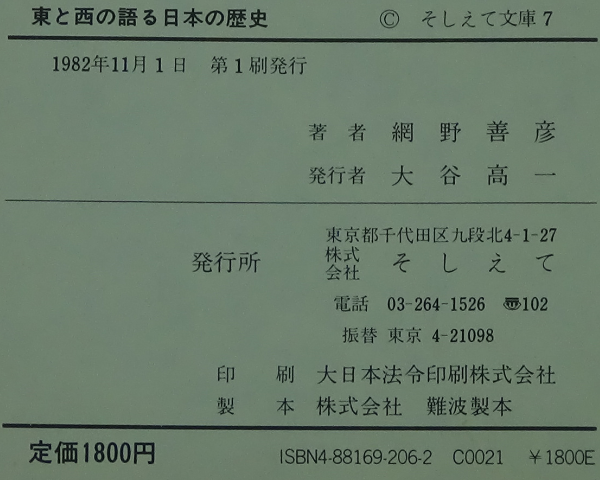 東と西の語る日本の歴史 © そしえて文庫7
1982年11月1日 第1刷発行
著者 網野善彦
発行者 大谷高一
東京都千代田区九段北4-1-27
発行所 株式会社 そしえて
電話 03-264-1526 〠102
振替 東京 4-21098
印刷 大日本法令印刷株式会社
製本 株式会社 難波製本
定価1800円 ISBN4-88169-206-2 C0021 ¥1800E